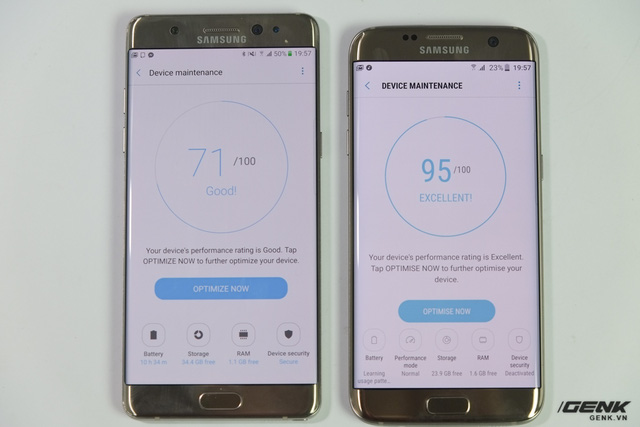 SAMSUNG
50% 19:57
Device maintenance
71 /100
Good!
Your device's performance rating is Good. Tap
OPTIMIZE NOW to further optimize your device.
OPTIMIZE NOW
Battery Storage RAM Device security
10 h 34 m 24.4 GB free 1.1 GB free Secure
SAMSUNG
23% 19:57
DEVICE MAINTENANCE
95 /100
EXCELLENT!
Your device's performance rating is Excellent.
Tap OPTIMISE NOW to further optimise your
device.
OPTIMISE NOW
Battery Performance Storage RAM Device
mode security
Learning Normal 23.9 GB free 1.6 GB free Deactivated
usage patte...
GENK
GENK.VN